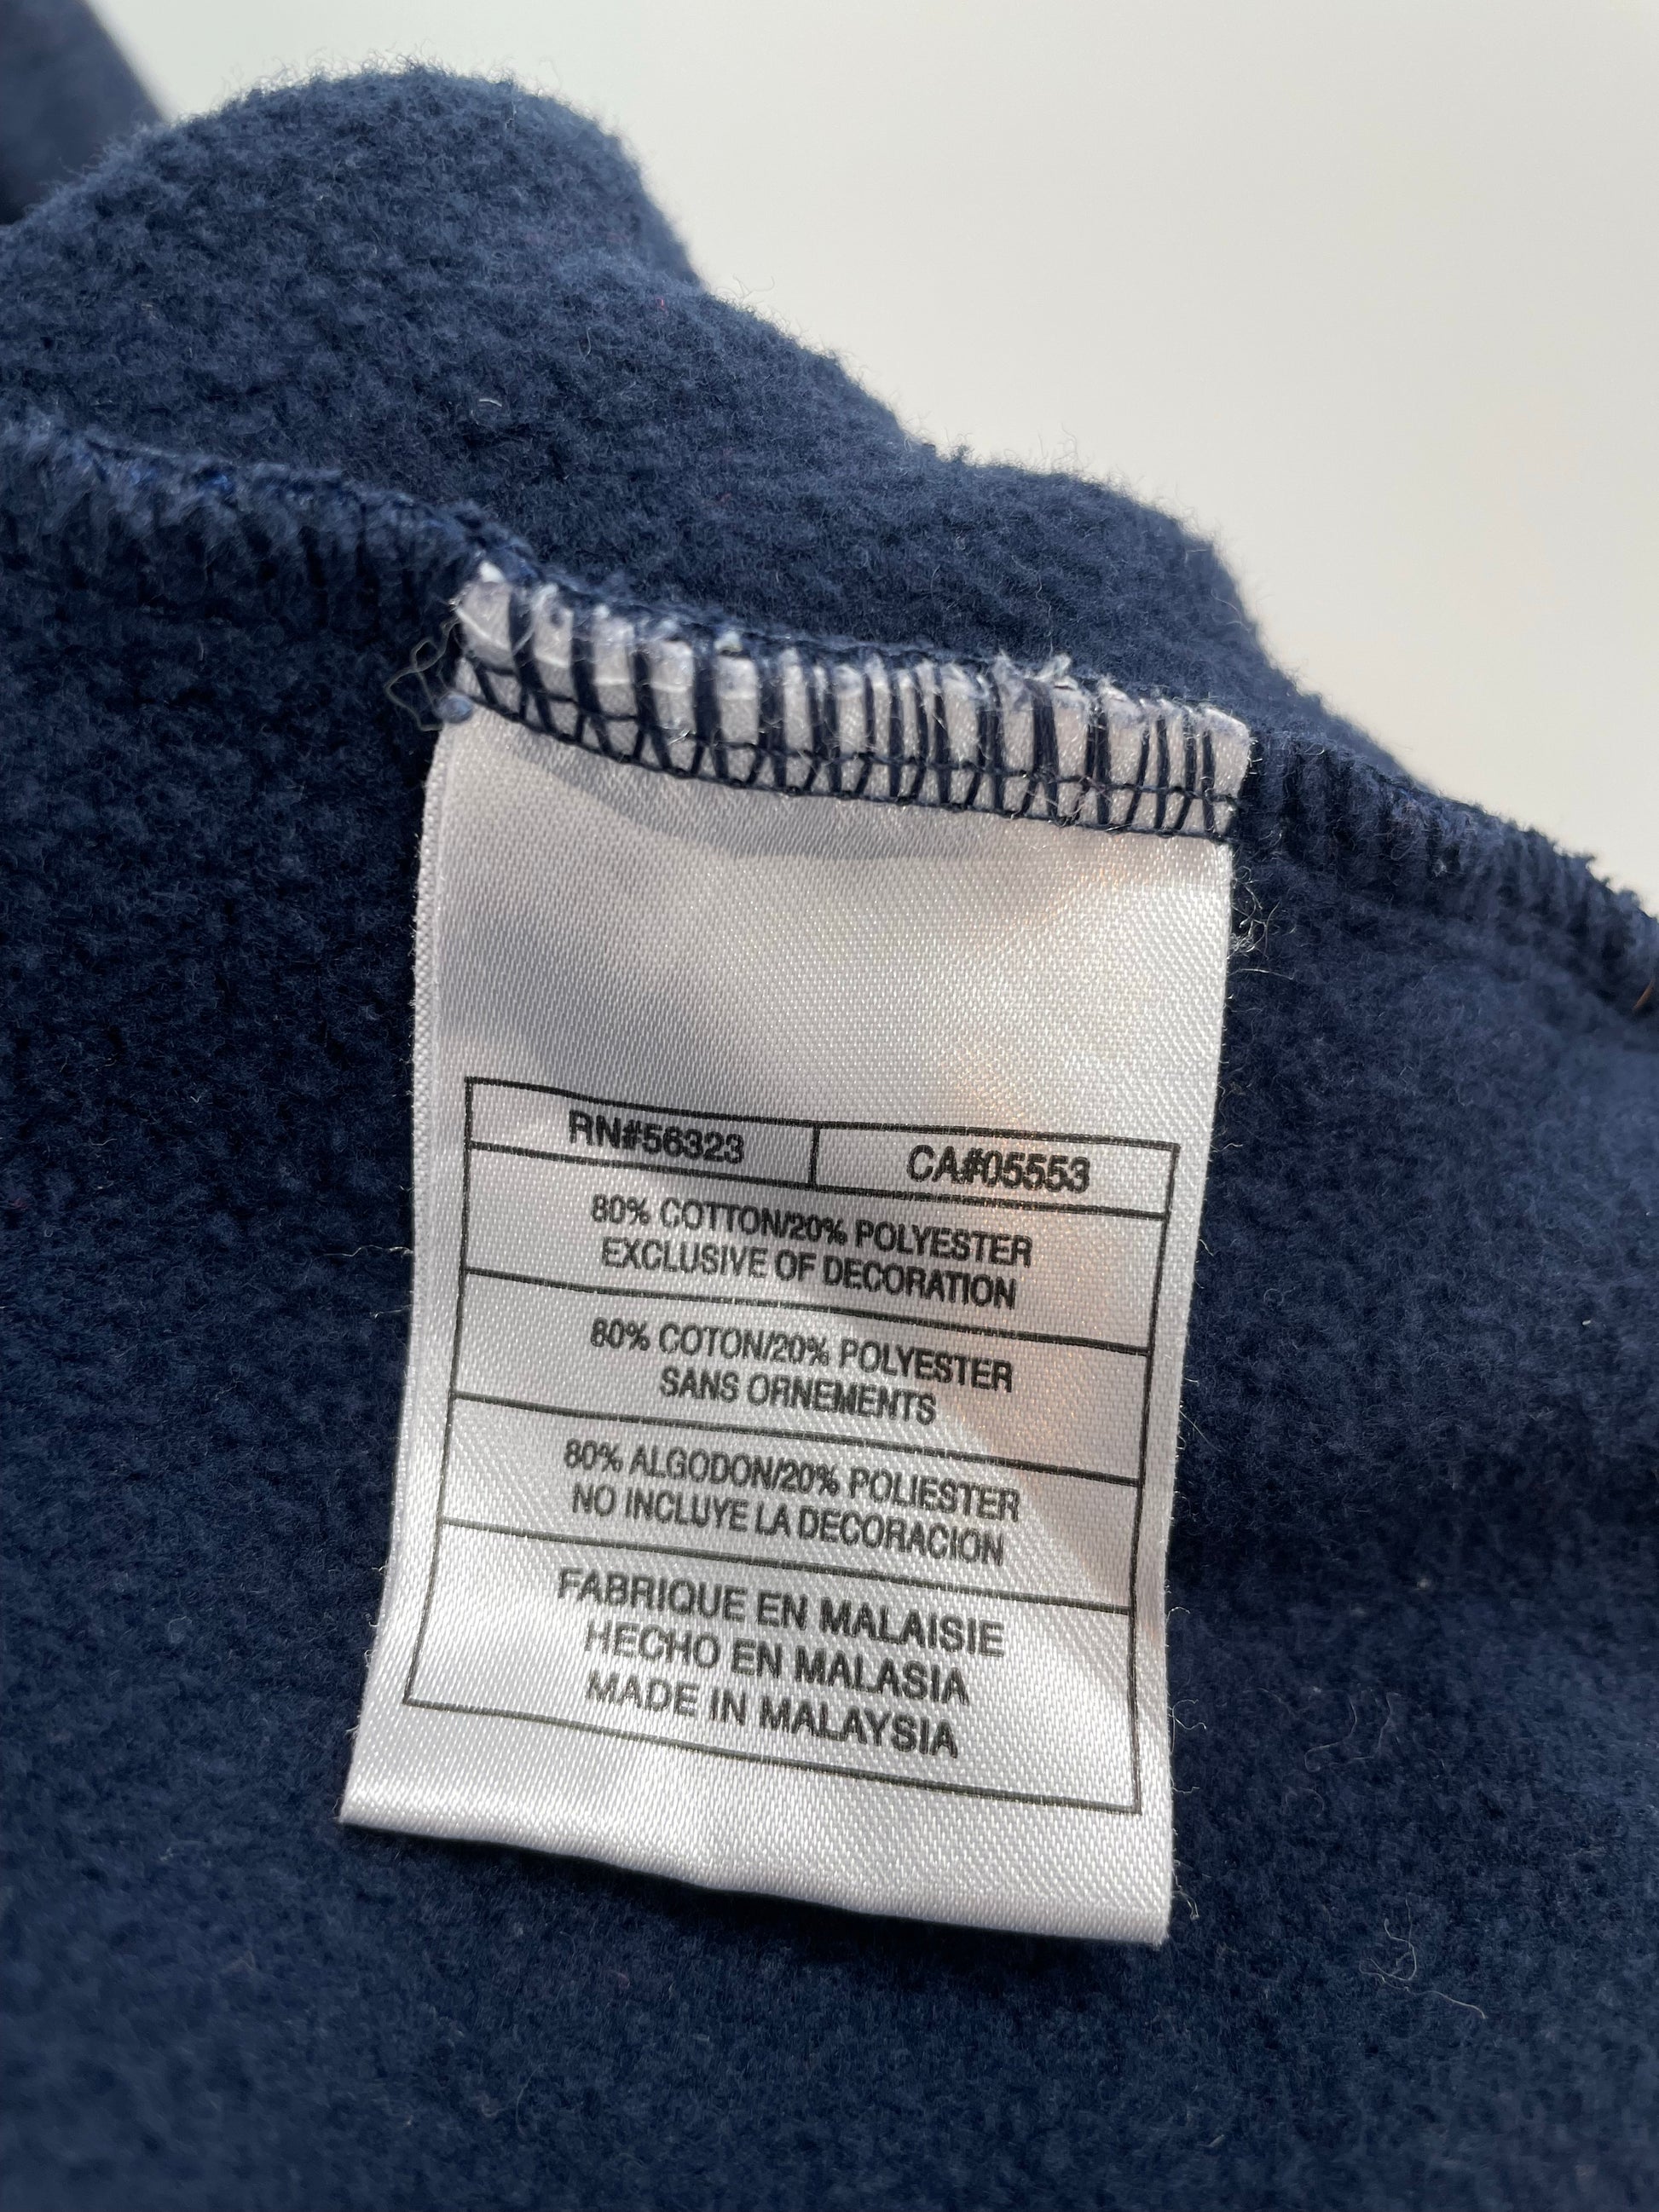 RN#56323 CA#05553
80% COTTON/20% POLYESTER
EXCLUSIVE OF DECORATION
80% COTON/20% POLYESTER
SANS ORNEMENTS
80% ALGODON/20% POLIESTER
NO INCLUYE LA DECORACION
FABRIQUE EN MALAISIE
HECHO EN MALASIA
MADE IN MALAYSIA